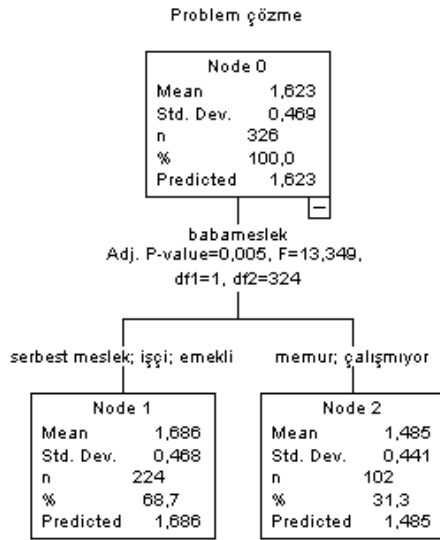 Problem çözme
Node 0
Mean 1,623
Std. Dev. 0,469
n 326
% 100,0
Predicted 1,623
babameslek
Adj. P-value=0,005, F=13,349,
df1=1, df2=324
serbest meslek; işçi; emekli
memur; çalışmıyor
Node 1
Mean 1,686
Std. Dev. 0,468
n 224
% 68,7
Predicted 1,686
Node 2
Mean 1,485
Std. Dev. 0,441
n 102
% 31,3
Predicted 1,485